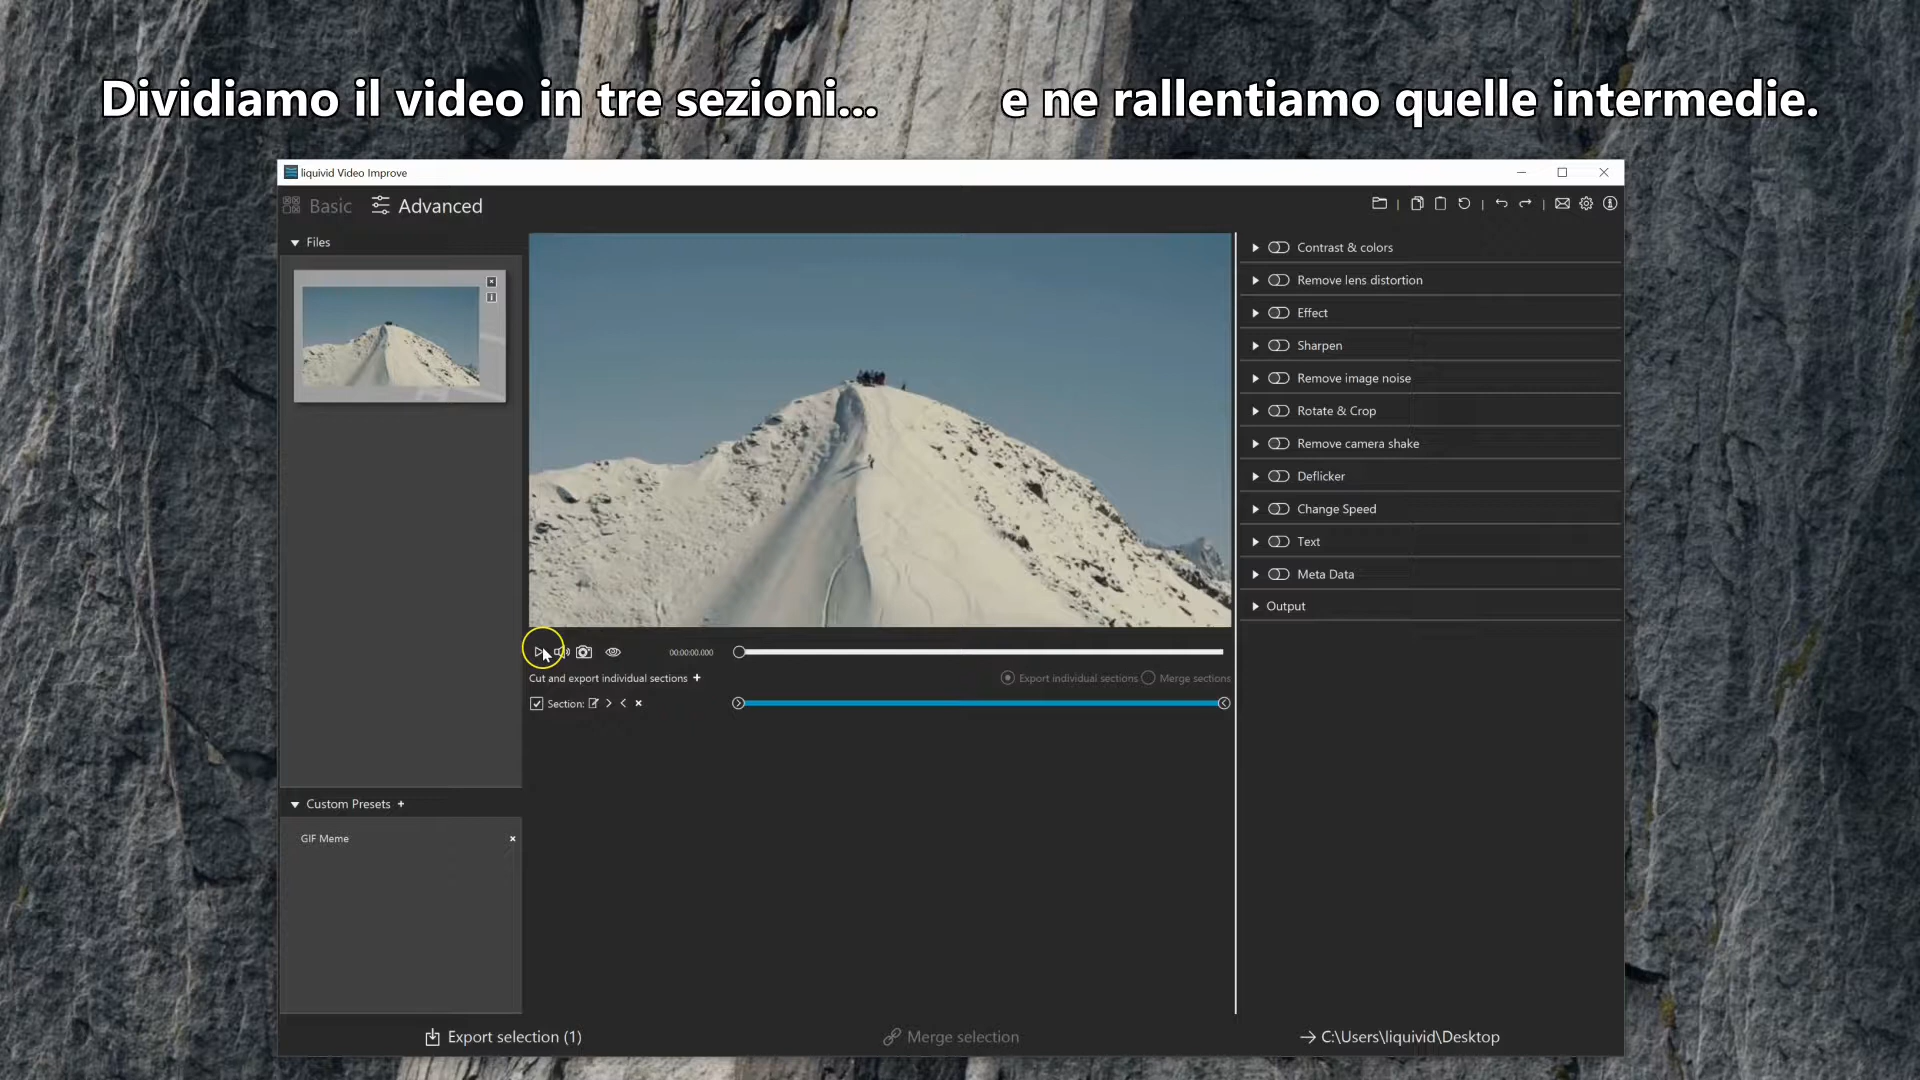 Dividiamo il video in tre sezioni... e ne rallentiamo quelle intermedie.
liquivid Video Improve
Basic Advanced
Files
Contrast & colors
Remove lens distortion
Effect
Sharpen
Remove image noise
Rotate & Crop
Remove camera shake
Deflicker
Change Speed
Text
Meta Data
Output
00:00:00.000
Cut and export individual sections +
Export individual sections Merge sections
Section:
Custom Presets +
GIF Meme
Export selection (1)
Merge selection
C:\Users\liquivid\Desktop